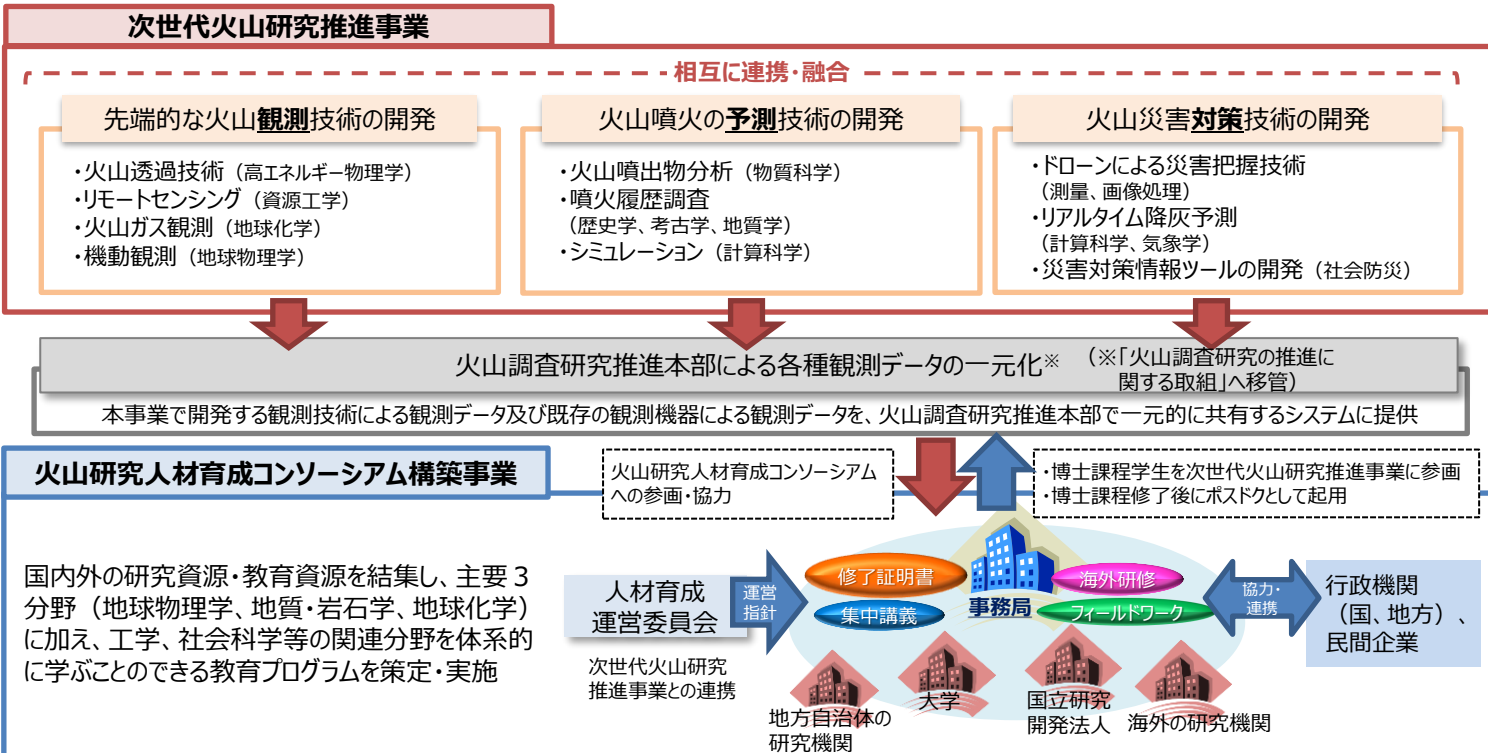 次世代火山研究推進事業
相互に連携・融合
先端的な火山観測技術の開発
・火山透過技術（高エネルギー物理学）
・リモートセンシング（資源工学）
・火山ガス観測（地球化学）
・機動観測（地球物理学）
火山噴火の予測技術の開発
・火山噴出物分析（物質科学）
・噴火履歴調査
（歴史学、考古学、地質学）
・シミュレーション（計算科学）
火山災害対策技術の開発
・ドローンによる災害把握技術
（測量、画像処理）
・リアルタイム降灰予測
（計算科学、気象学）
・災害対策情報ツールの開発（社会防災）
火山調査研究推進本部による各種観測データの一元化※
（※「火山調査研究の推進に
関する取組」へ移管）
本事業で開発する観測技術による観測データ及び既存の観測機器による観測データを、火山調査研究推進本部で一元的に共有するシステムに提供
火山研究人材育成コンソーシアム構築事業
火山研究人材育成コンソーシアム
への参画・協力
・博士課程学生を次世代火山研究推進事業に参画
・博士課程修了後にポスドクとして起用
国内外の研究資源・教育資源を結集し、主要３
分野（地球物理学、地質・岩石学、地球化学）
に加え、工学、社会科学等の関連分野を体系的
に学ぶことのできる教育プログラムを策定・実施
人材育成
運営委員会
運営
指針
次世代火山研究
推進事業との連携
修了証明書
集中講義
事務局
海外研修
フィールドワーク
協力・
連携
行政機関
（国、地方）、
民間企業
地方自治体の
研究機関
大学
国立研究
開発法人
海外の研究機関